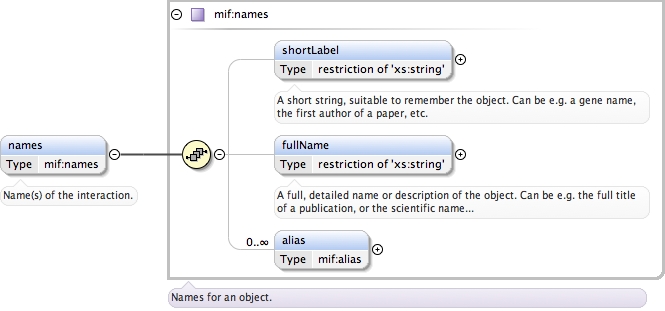 mif:names
shortLabel
Type restriction of 'xs:string'
A short string, suitable to remember the object. Can be e.g. a gene name,
the first author of a paper, etc.
names
Type mif:names
Name(s) of the interaction.
fullName
Type restriction of 'xs:string'
A full, detailed name or description of the object. Can be e.g. the full title
of a publication, or the scientific name...
0..∞
alias
Type mif:alias
Names for an object.